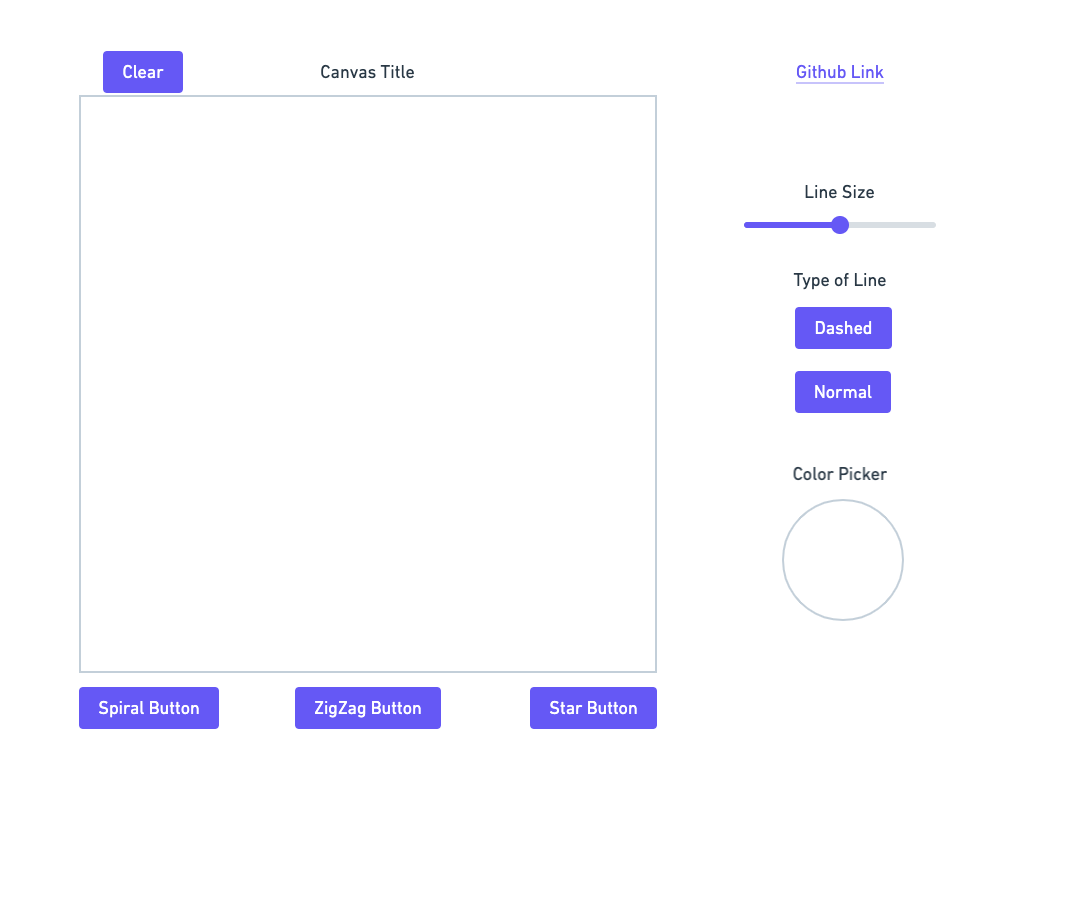 Clear
Canvas Title
Github Link
Line Size
Type of Line
Dashed
Normal
Color Picker
Spiral Button
ZigZag Button
Star Button